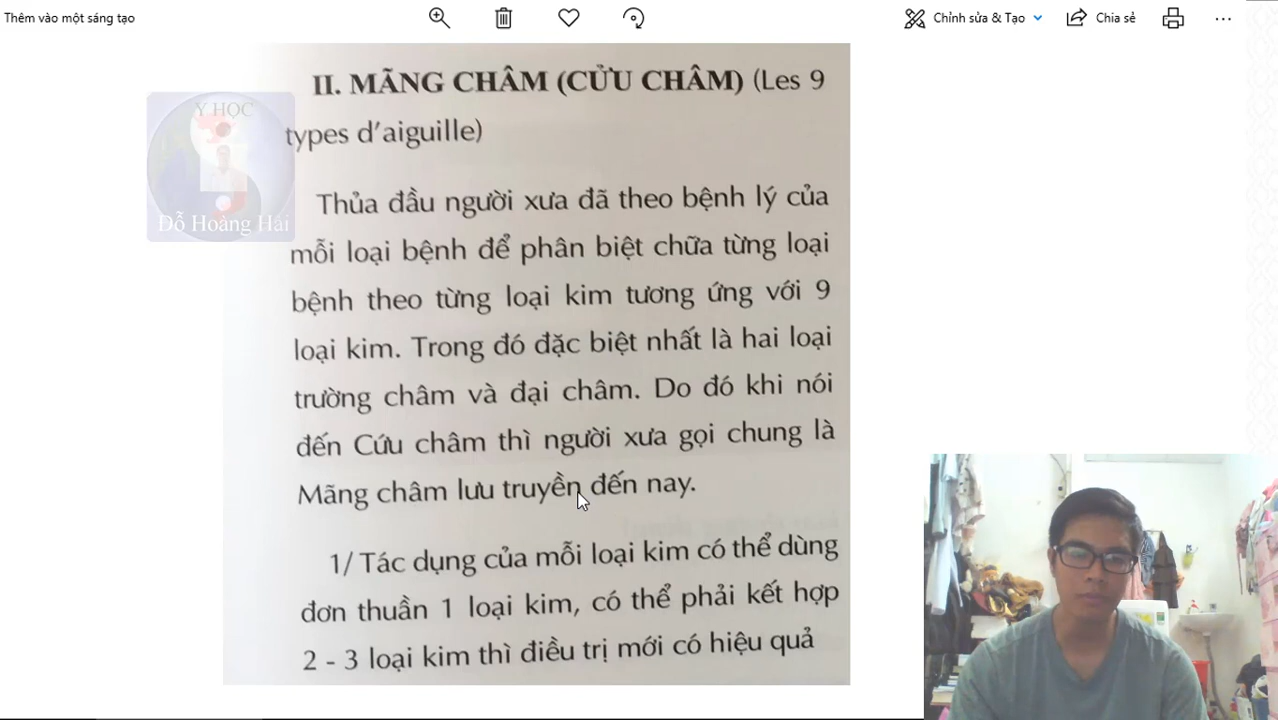 Thêm vào một sáng tạo
Chỉnh sửa & Tạo
Chia sẻ
II. MÃNG CHÂM (CỬU CHÂM) (Les 9
types d'aiguille)
Y HỌC
Đỗ Hoàng Hải
Thủa đầu người xưa đã theo bệnh lý của
mỗi loại bệnh để phân biệt chữa từng loại
bệnh theo từng loại kim tương ứng với 9
loại kim. Trong đó đặc biệt nhất là hai loại
trường châm và đại châm. Do đó khi nói
đến Cứu châm thì người xưa gọi chung là
Mãng châm lưu truyền đến nay.
1/ Tác dụng của mỗi loại kim có thể dùng
đơn thuần 1 loại kim, có thể phải kết hợp
2 - 3 loại kim thì điều trị mới có hiệu quả